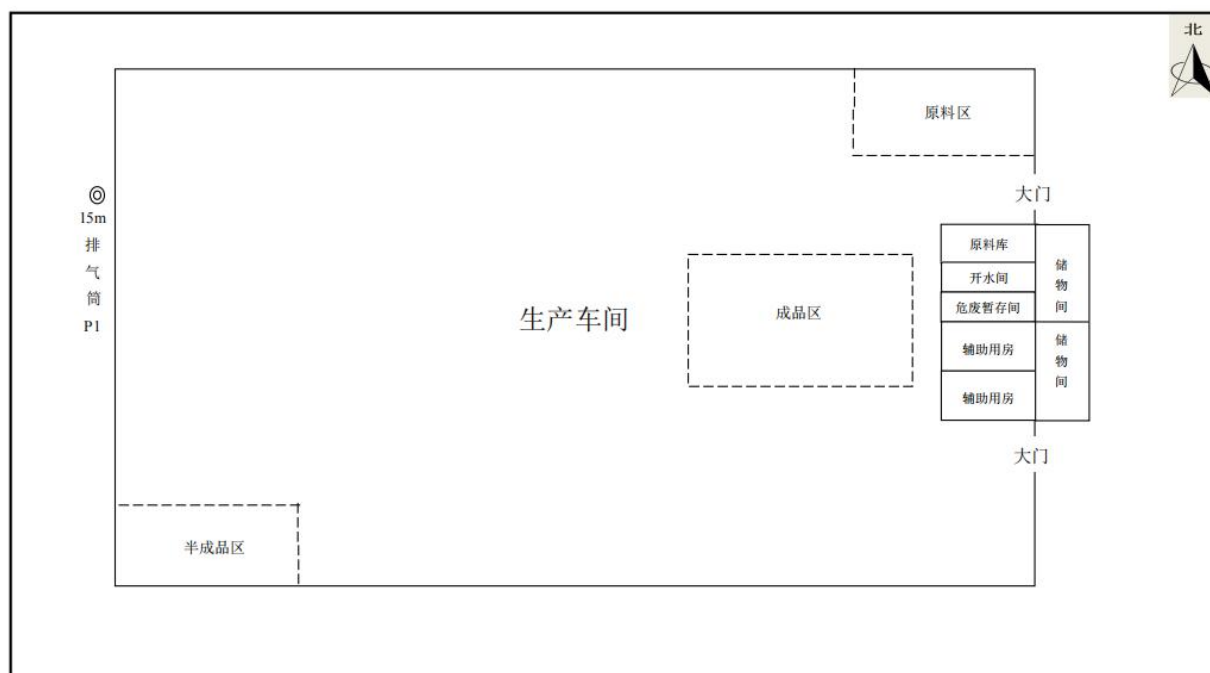 北
原料区
大门
15m
排
气
筒
P1
原料库
开水间
危废暂存间
辅助用房
辅助用房
储
物
间
储
物
间
成品区
生产车间
大门
半成品区